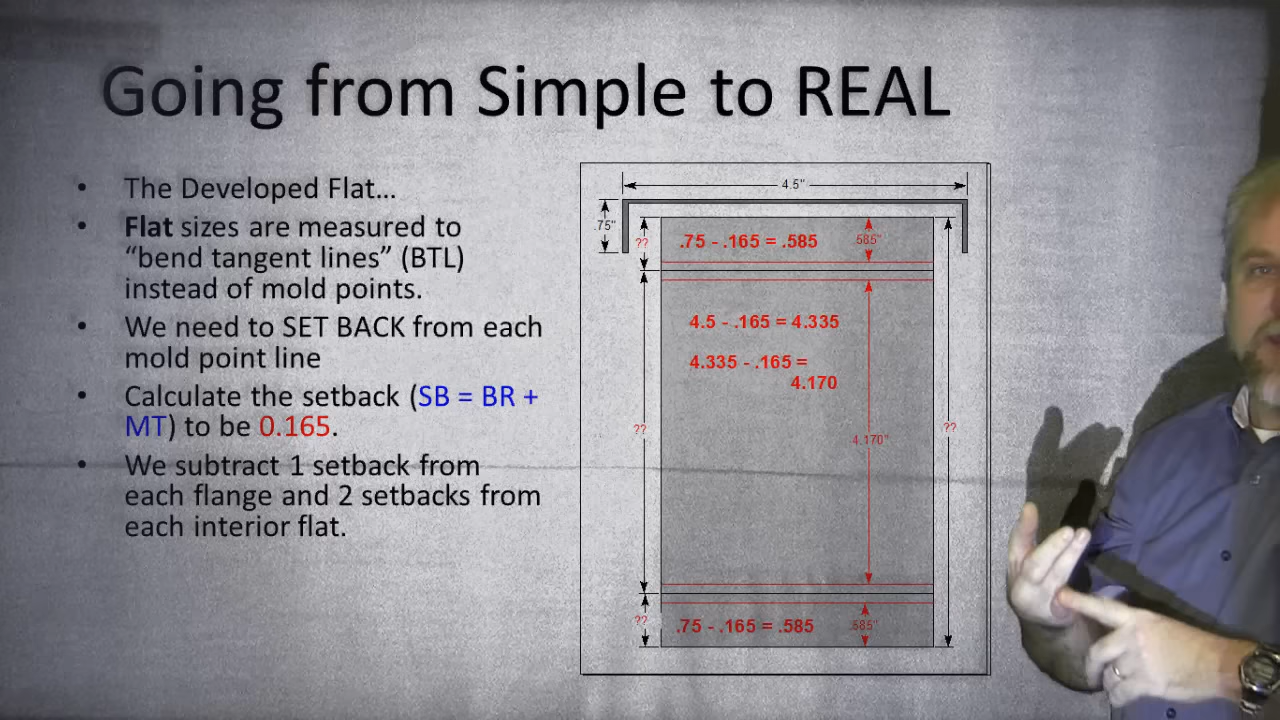 Going from Simple to REAL
• The Developed Flat…
• Flat sizes are measured to
“bend tangent lines” (BTL)
instead of mold points.
• We need to SET BACK from each
mold point line
• Calculate the setback (SB = BR +
MT) to be 0.165.
• We subtract 1 setback from
each flange and 2 setbacks from
each interior flat.
4.5"
.75"
??
.75 - .165 = .585
.585"
4.5 - .165 = 4.335
4.335 - .165 =
4.170
??
4.170"
??
??
.75 - .165 = .585
.585"